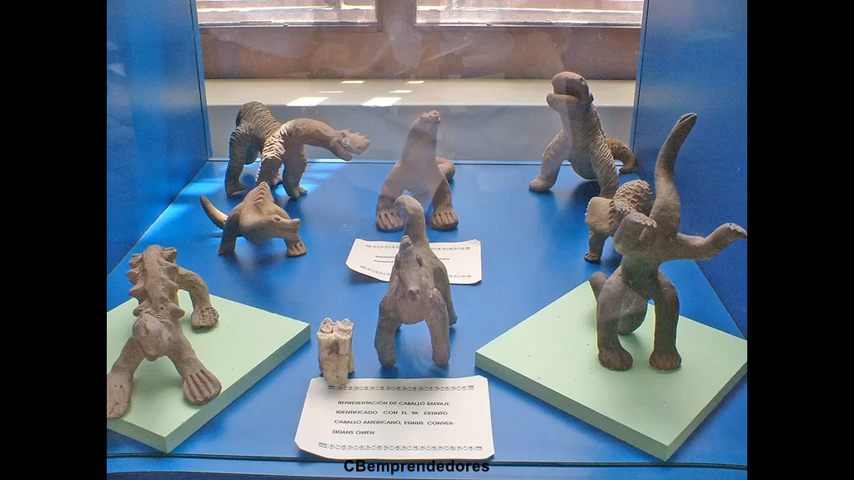 REPRESENTACIÓN DE CABALLO SALVAJE
IDENTIFICADO CON EL YA EXTINTO
CABALLO AMERICANO, EQUUS CONVER-
SIDANS OWEN
CBemprendedores